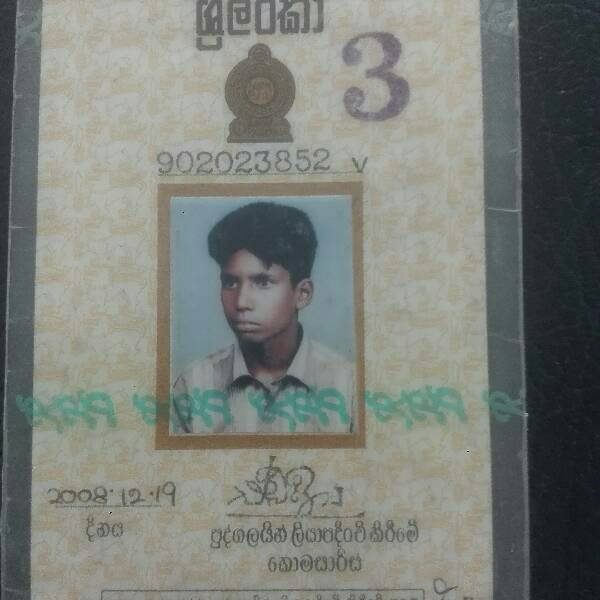 ශ්‍රී ලංකා
3
902023852 V
2008.12.19
දිනය
පුද්ගලයින් ලියාපදිංචි කිරීමේ
කොමසාරිස්